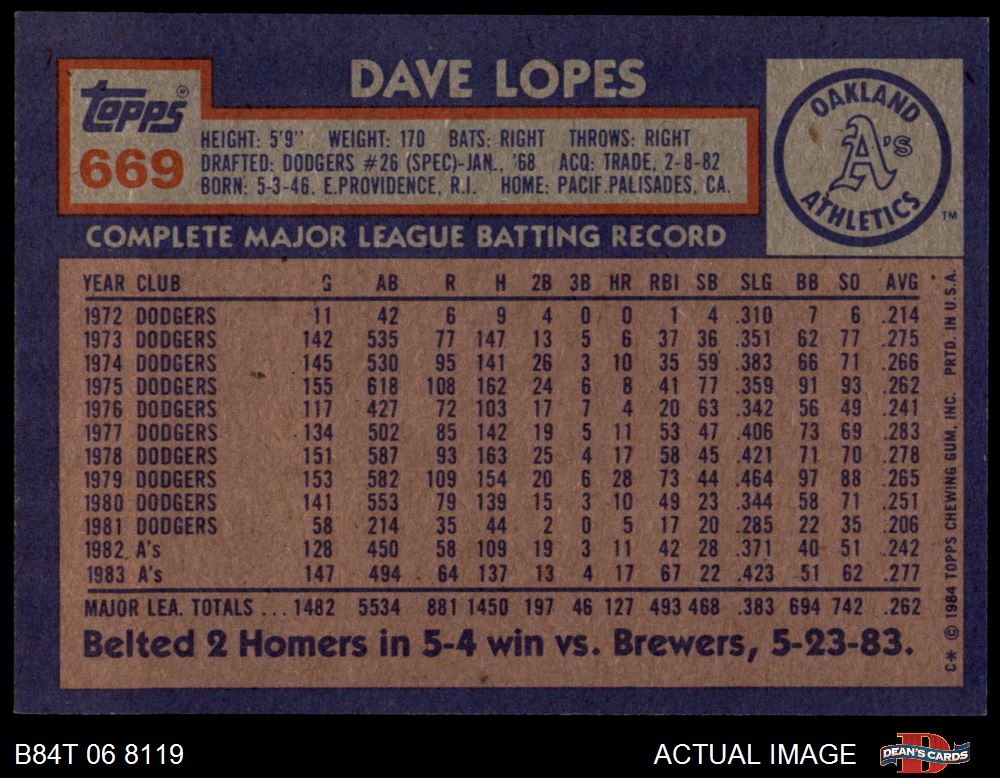 DAVE LOPES
Topps®
669
HEIGHT: 5'9" WEIGHT: 170 BATS: RIGHT THROWS: RIGHT
DRAFTED: DODGERS #26 (SPEC)-JAN., '68 ACQ: TRADE, 2-8-82
BORN: 5-3-46, E.PROVIDENCE, R.I. HOME: PACIF.PALISADES, CA.
OAKLAND
A's
ATHLETICS
TM
COMPLETE MAJOR LEAGUE BATTING RECORD
YEAR CLUB G AB R H 2B 3B HR RBI SB SLG BB SO AVG
1972 DODGERS 11 42 6 9 4 0 0 1 4 .310 7 6 .214
1973 DODGERS 142 535 77 147 13 5 6 37 36 .351 62 77 .275
1974 DODGERS 145 530 95 141 26 3 10 35 59 .383 66 71 .266
1975 DODGERS 155 618 108 162 24 6 8 41 77 .359 91 93 .262
1976 DODGERS 117 427 72 103 17 7 4 20 63 .342 56 49 .241
1977 DODGERS 134 502 85 142 19 5 11 53 47 .406 73 69 .283
1978 DODGERS 151 587 93 163 25 4 17 58 45 .421 71 70 .278
1979 DODGERS 153 582 109 154 20 6 28 73 44 .464 97 88 .265
1980 DODGERS 141 553 79 139 15 3 10 49 23 .344 58 71 .251
1981 DODGERS 58 214 35 44 2 0 5 17 20 .285 22 35 .206
1982 A's 128 450 58 109 19 3 11 42 28 .371 40 51 .242
1983 A's 147 494 64 137 13 4 17 67 22 .423 51 62 .277
MAJOR LEA. TOTALS ... 1482 5534 881 1450 197 46 127 493 468 .383 694 742 .262
Belted 2 Homers in 5-4 win vs. Brewers, 5-23-83.
C* © 1984 TOPPS CHEWING GUM, INC. PRTD. IN U.S.A.
B84T 06 8119
ACTUAL IMAGE
DEAN'S CARDS